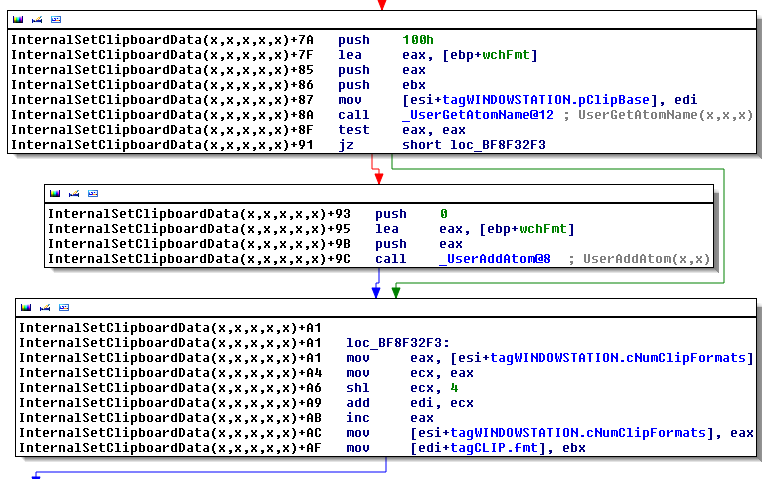 InternalSetClipboardData(x,x,x,x,x)+7A push 100h
InternalSetClipboardData(x,x,x,x,x)+7F lea eax, [ebp+wchFmt]
InternalSetClipboardData(x,x,x,x,x)+85 push eax
InternalSetClipboardData(x,x,x,x,x)+86 push ebx
InternalSetClipboardData(x,x,x,x,x)+87 mov [esi+tagWINDOWSTATION.pClipBase], edi
InternalSetClipboardData(x,x,x,x,x)+8A call _UserGetAtomName@12 ; UserGetAtomName(x,x,x)
InternalSetClipboardData(x,x,x,x,x)+8F test eax, eax
InternalSetClipboardData(x,x,x,x,x)+91 jz short loc_BF8F32F3
InternalSetClipboardData(x,x,x,x,x)+93 push 0
InternalSetClipboardData(x,x,x,x,x)+95 lea eax, [ebp+wchFmt]
InternalSetClipboardData(x,x,x,x,x)+9B push eax
InternalSetClipboardData(x,x,x,x,x)+9C call _UserAddAtom@8 ; UserAddAtom(x,x)
InternalSetClipboardData(x,x,x,x,x)+A1
InternalSetClipboardData(x,x,x,x,x)+A1 loc_BF8F32F3:
InternalSetClipboardData(x,x,x,x,x)+A1 mov eax, [esi+tagWINDOWSTATION.cNumClipFormats]
InternalSetClipboardData(x,x,x,x,x)+A4 mov ecx, eax
InternalSetClipboardData(x,x,x,x,x)+A6 shl ecx, 4
InternalSetClipboardData(x,x,x,x,x)+A9 add edi, ecx
InternalSetClipboardData(x,x,x,x,x)+AB inc eax
InternalSetClipboardData(x,x,x,x,x)+AC mov [esi+tagWINDOWSTATION.cNumClipFormats], eax
InternalSetClipboardData(x,x,x,x,x)+AF mov [edi+tagCLIP.fmt], ebx